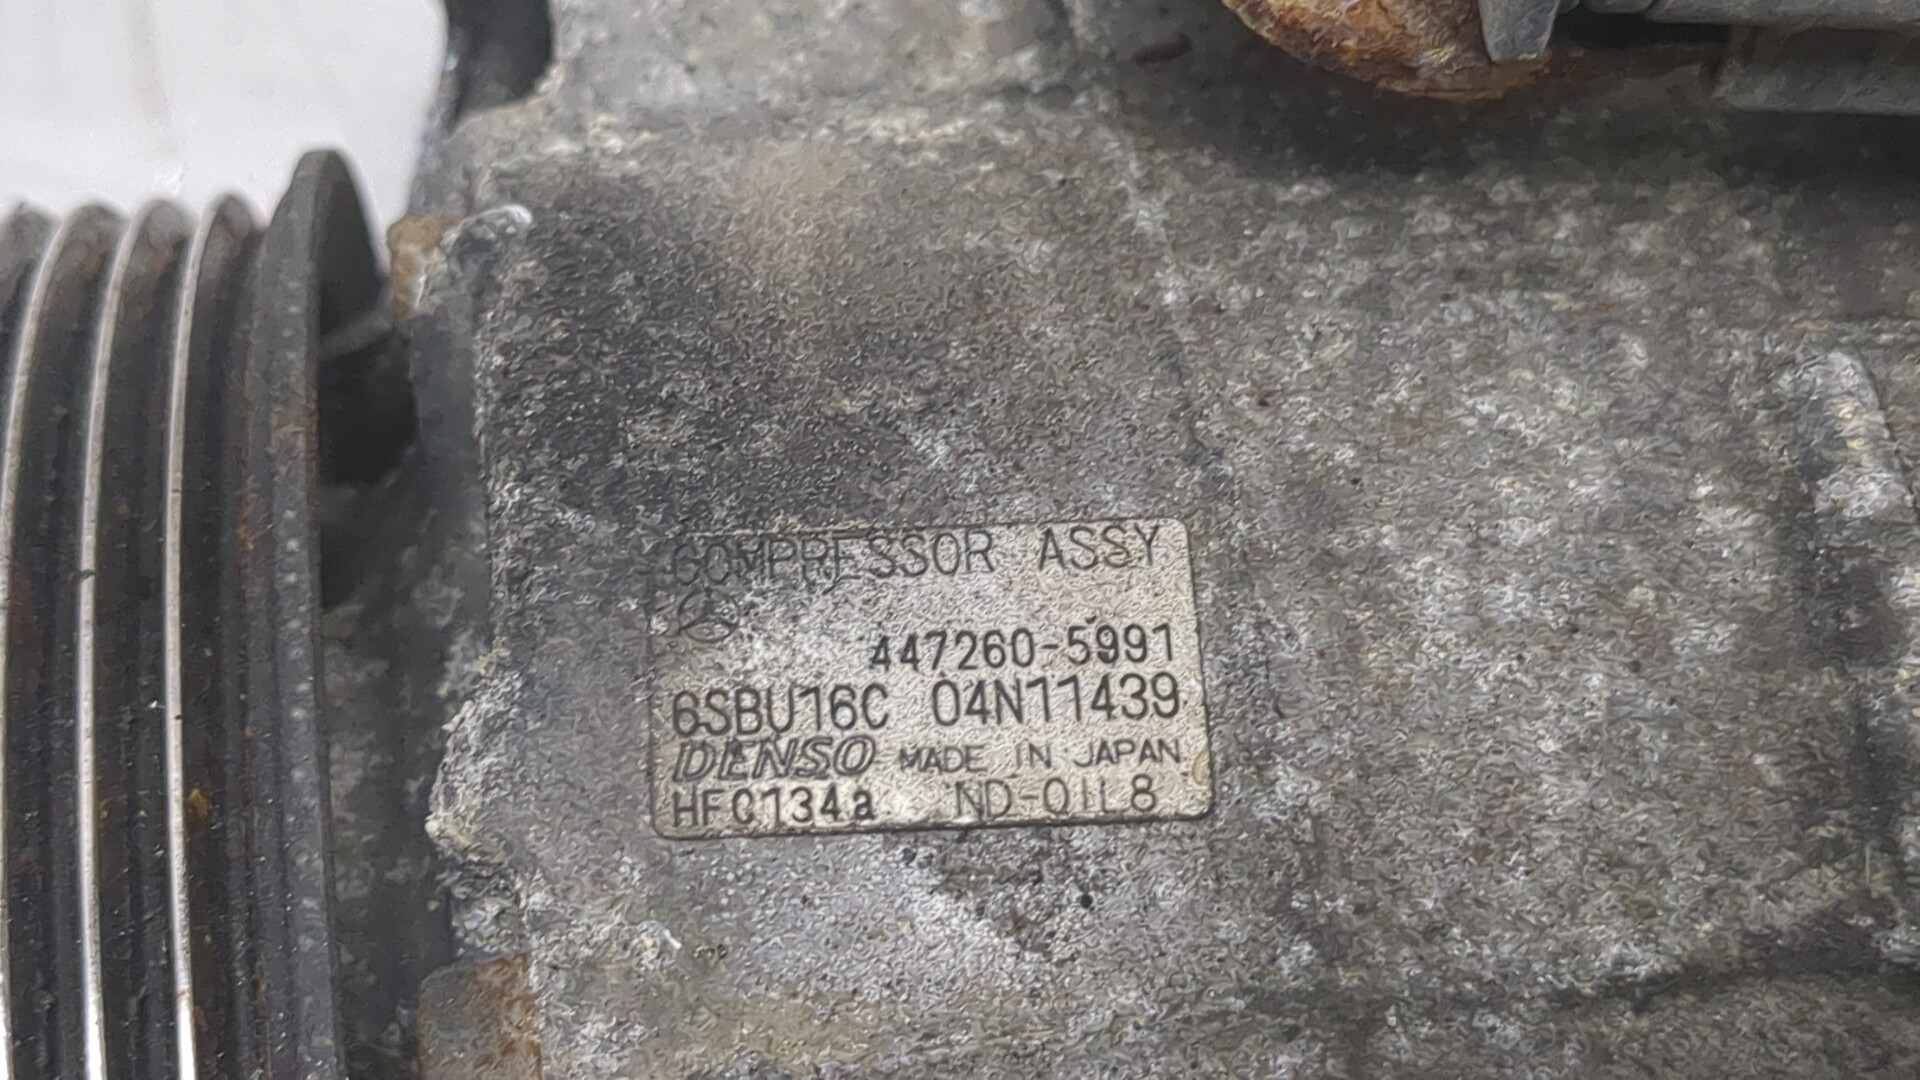 COMPRESSOR ASSY
447260-5991
6SBU16C 04N11439
DENSO MADE IN JAPAN
HFC134a ND-OIL8